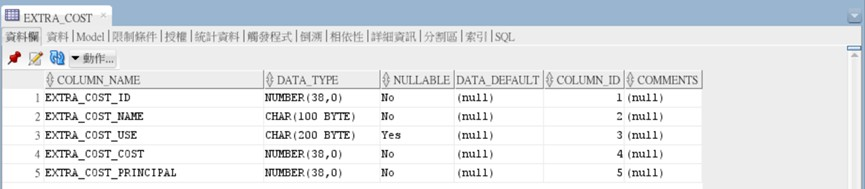 EXTRA_COST
資料欄 資料 Model 限制條件 授權 統計資料 觸發程式 倒溯 相依性 詳細資訊 分割區 索引 SQL
動作...
COLUMN_NAME DATA_TYPE NULLABLE DATA_DEFAULT COLUMN_ID COMMENTS
1 EXTRA_COST_ID NUMBER(38,0) No (null) 1 (null)
2 EXTRA_COST_NAME CHAR(100 BYTE) No (null) 2 (null)
3 EXTRA_COST_USE CHAR(200 BYTE) Yes (null) 3 (null)
4 EXTRA_COST_COST NUMBER(38,0) No (null) 4 (null)
5 EXTRA_COST_PRINCIPAL NUMBER(38,0) No (null) 5 (null)